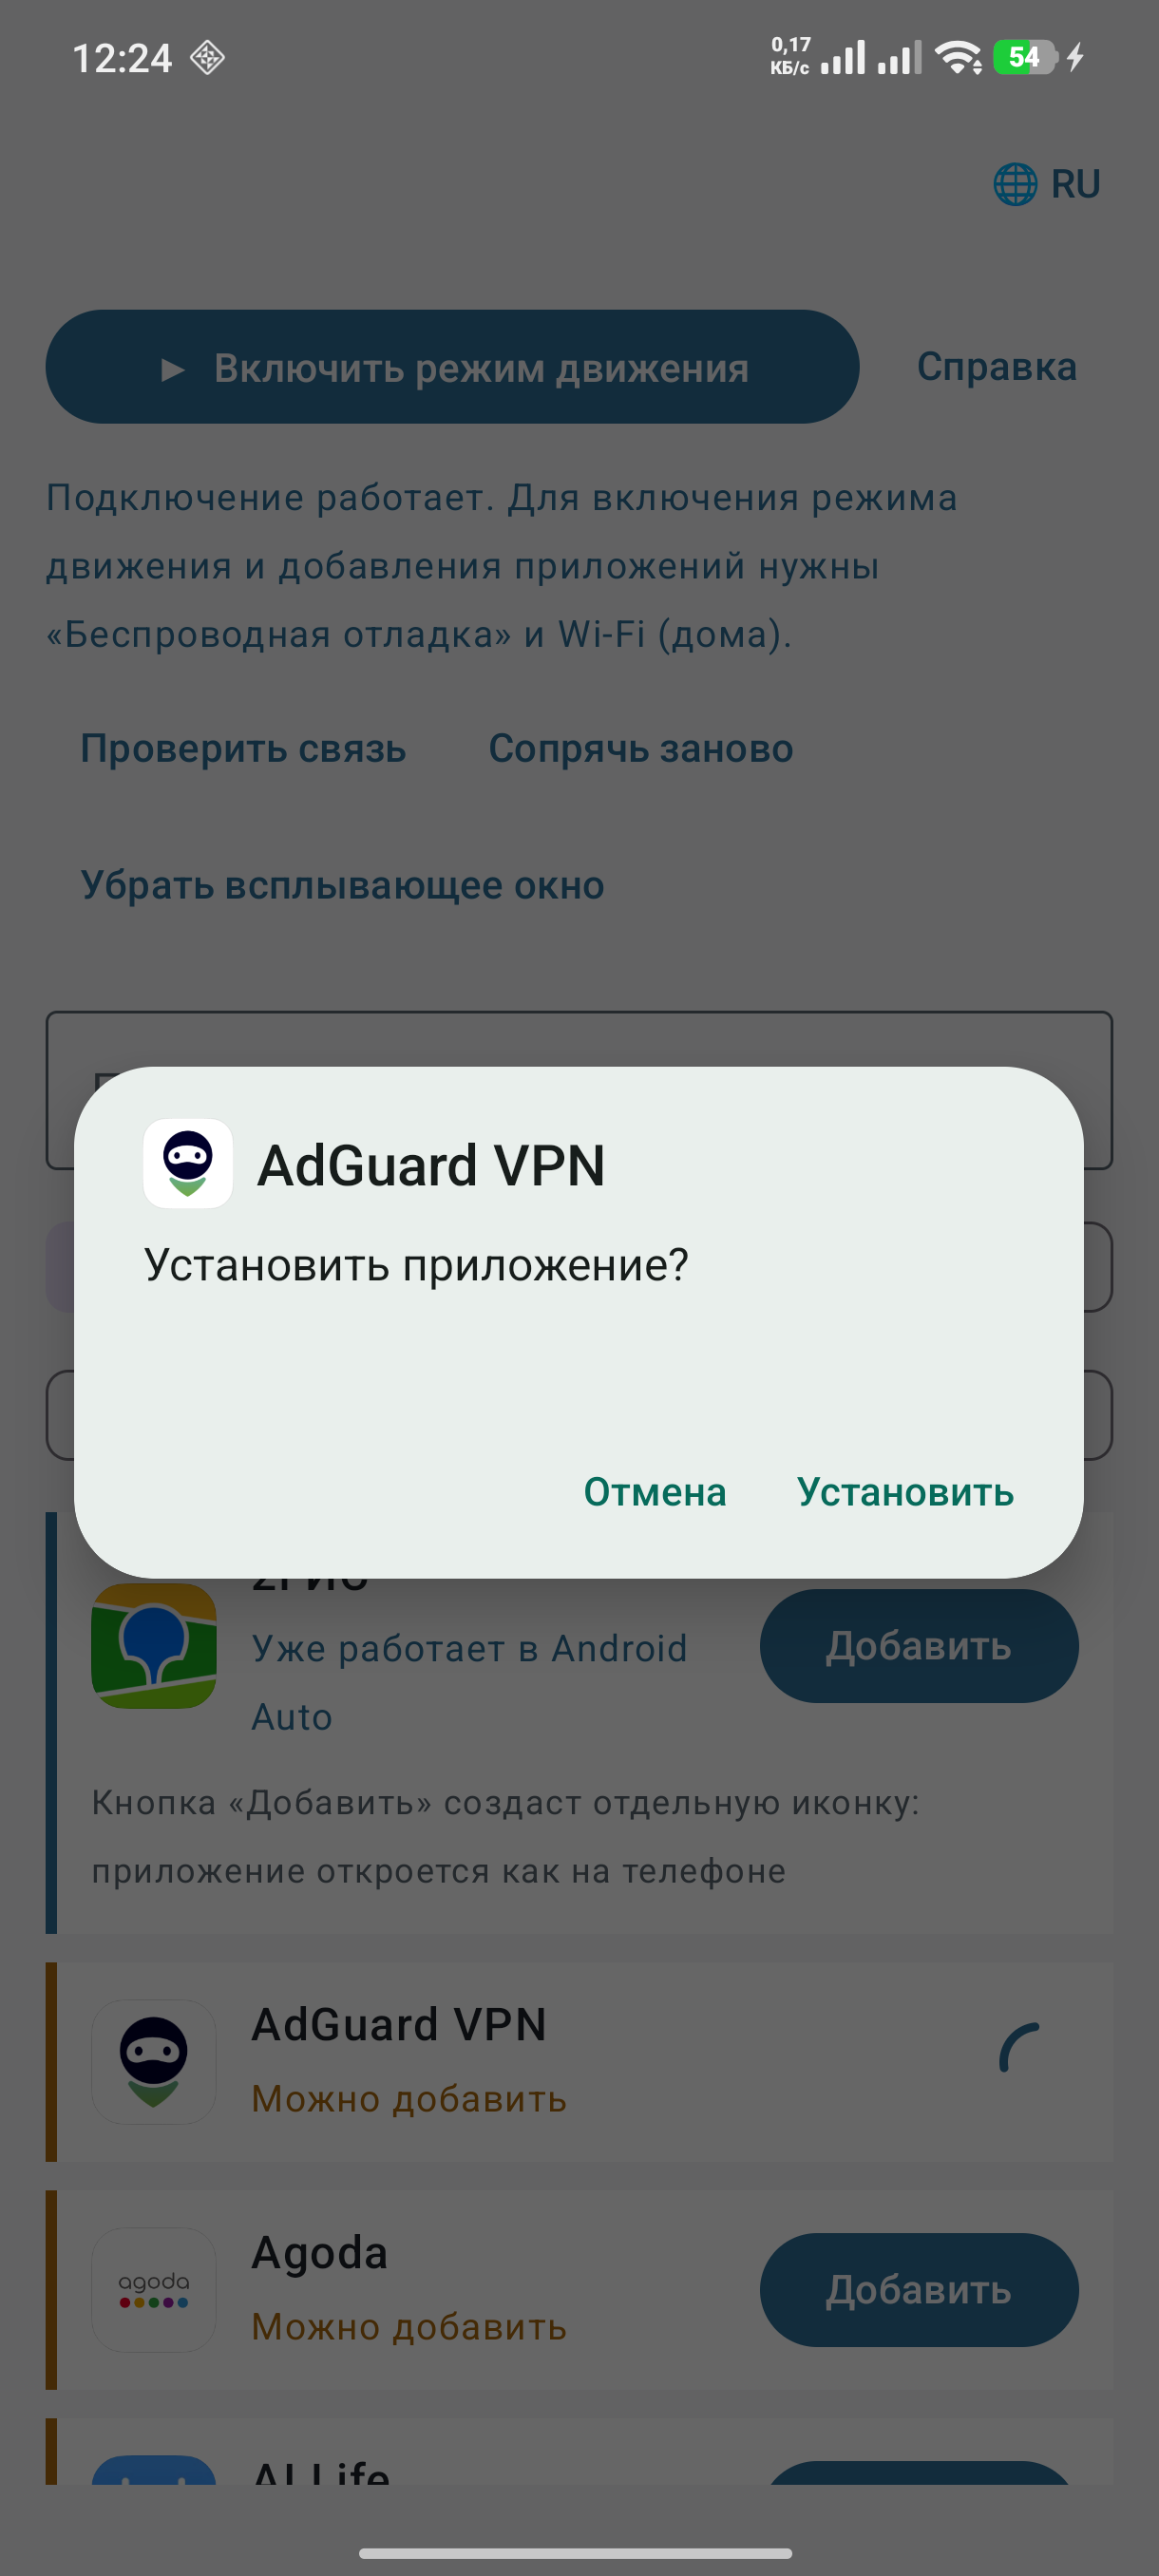 12:24
0,17
КБ/с
54
RU
Включить режим движения
Справка
Подключение работает. Для включения режима
движения и добавления приложений нужны
«Беспроводная отладка» и Wi-Fi (дома).
Проверить связь
Сопрячь заново
Убрать всплывающее окно
AdGuard VPN
Установить приложение?
Отмена
Установить
Уже работает в Android
Auto
Добавить
Кнопка «Добавить» создаст отдельную иконку:
приложение откроется как на телефоне
AdGuard VPN
Можно добавить
agoda
Agoda
Можно добавить
Добавить